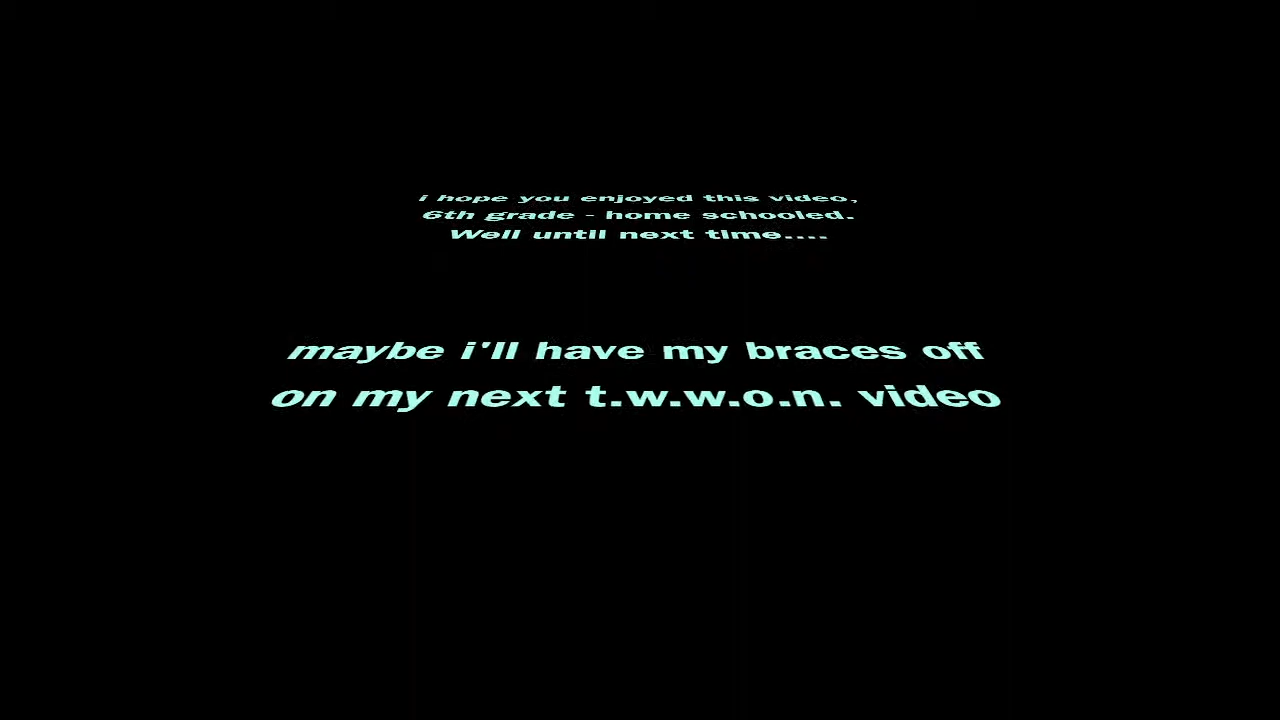 i hope you enjoyed this video,
6th grade - home schooled.
Well until next time....
maybe i'll have my braces off
on my next t.w.w.o.n. video